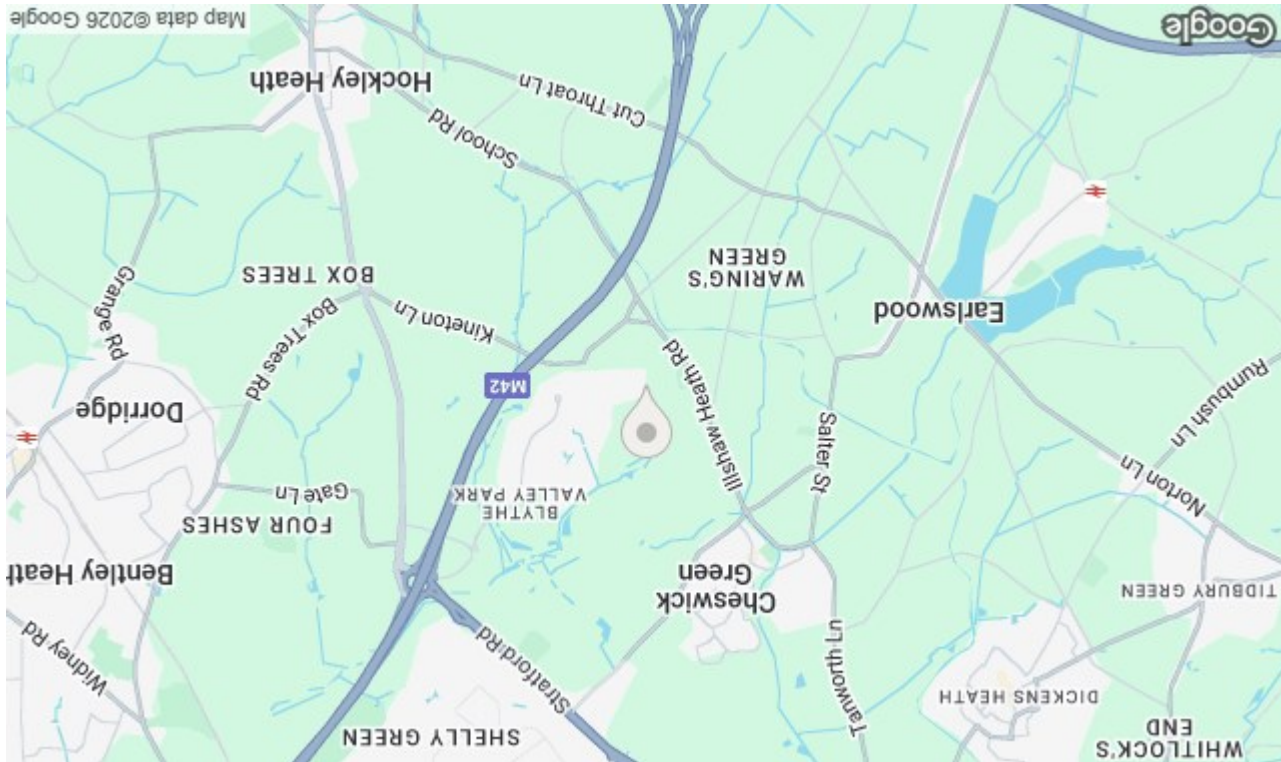 WHITLOCK'S
END
SHELLY GREEN
DICKENS HEATH
Widney Rd
Stratford Rd
Tanworth Ln
TIDBURY GREEN
Cheswick
Green
Bentley Heath
FOUR ASHES
Gate Ln
BLYTHE
VALLEY PARK
Norton Ln
Salter St
Illshaw Heath Rd
Rumbush Ln
Dorridge
M42
Box Trees Rd
Kineton Ln
Grange Rd
Earlswood
WARING'S
GREEN
BOX TREES
School Rd
Cut Throat Ln
Hockley Heath
Google
Map data ©2026 Google